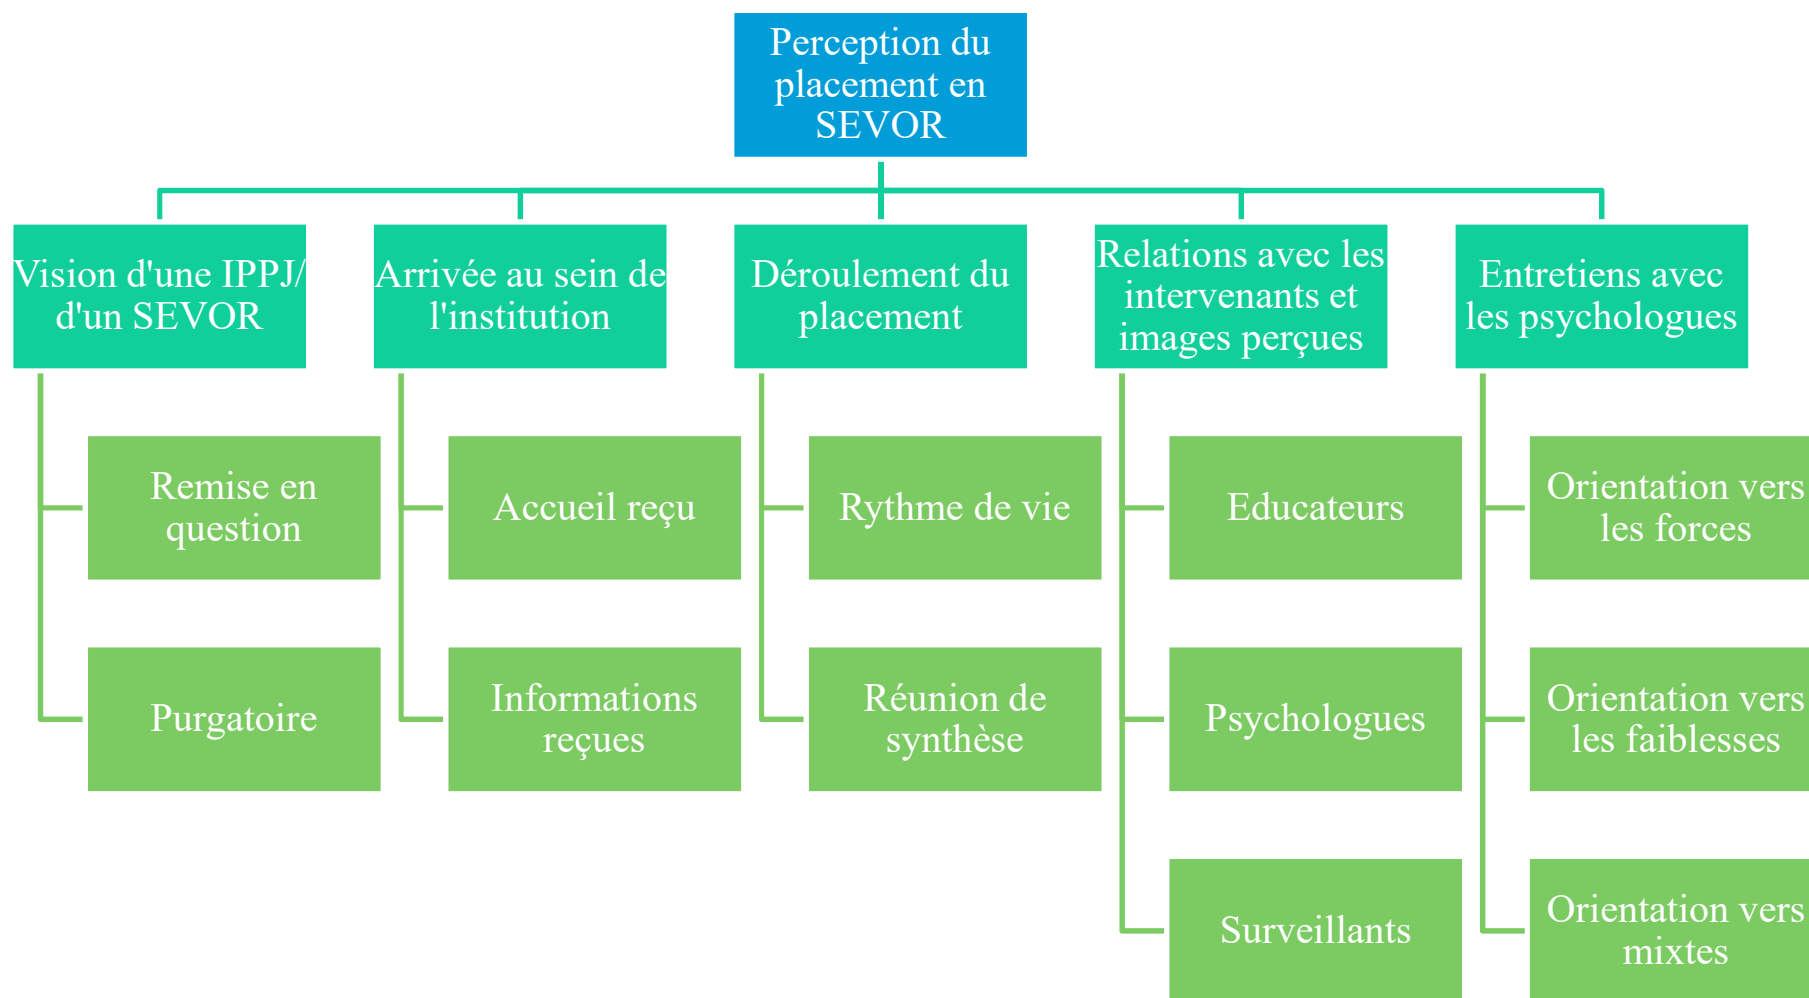 Perception du
placement en
SEVOR
Vision d'une IPPJ/
d'un SEVOR
Arrivée au sein de
l'institution
Déroulement du
placement
Relations avec les
intervenants et
images perçues
Entretiens avec
les psychologues
Remise en
question
Accueil reçu
Rythme de vie
Educateurs
Orientation vers
les forces
Purgatoire
Informations
reçues
Réunion de
synthèse
Psychologues
Orientation vers
les faiblesses
Surveillants
Orientation vers
mixtes